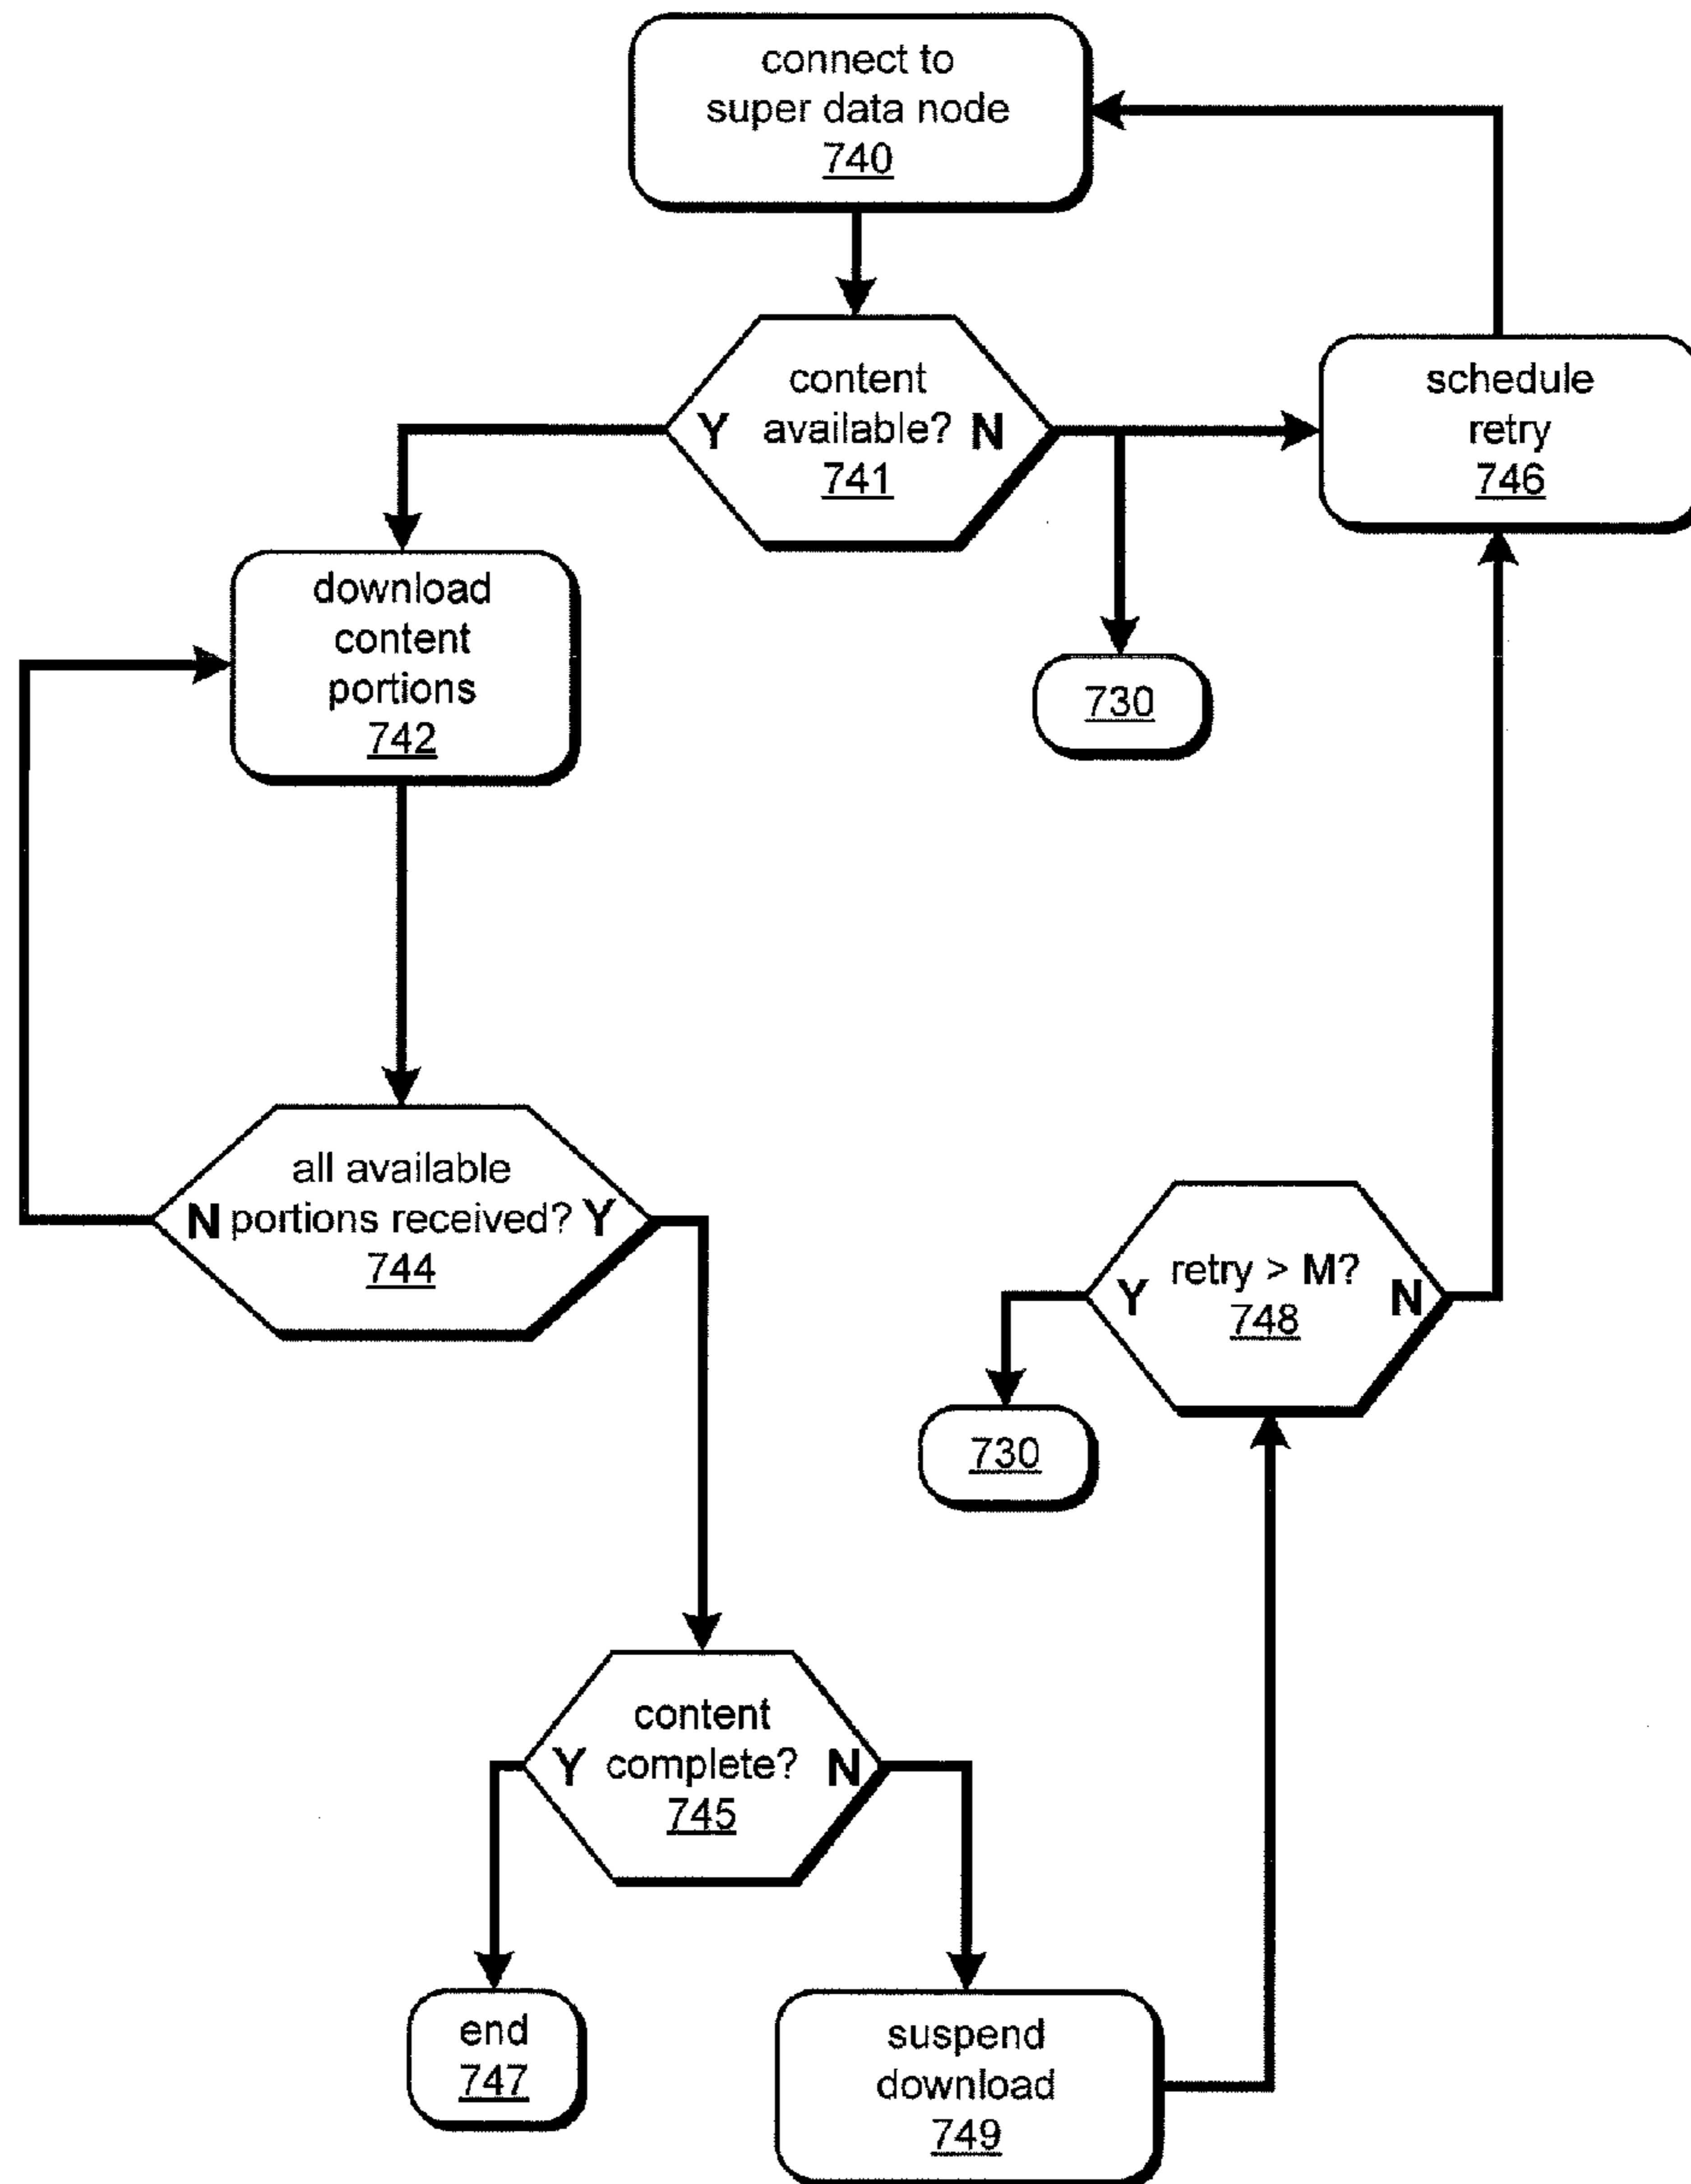 connect to
super data node
740
content
Y available? N
741
schedule
retry
746
download
content
portions
742
730
all available
N portions received? Y
744
retry > M?
Y N
748
730
content
Y complete? N
745
end
747
suspend
download
749